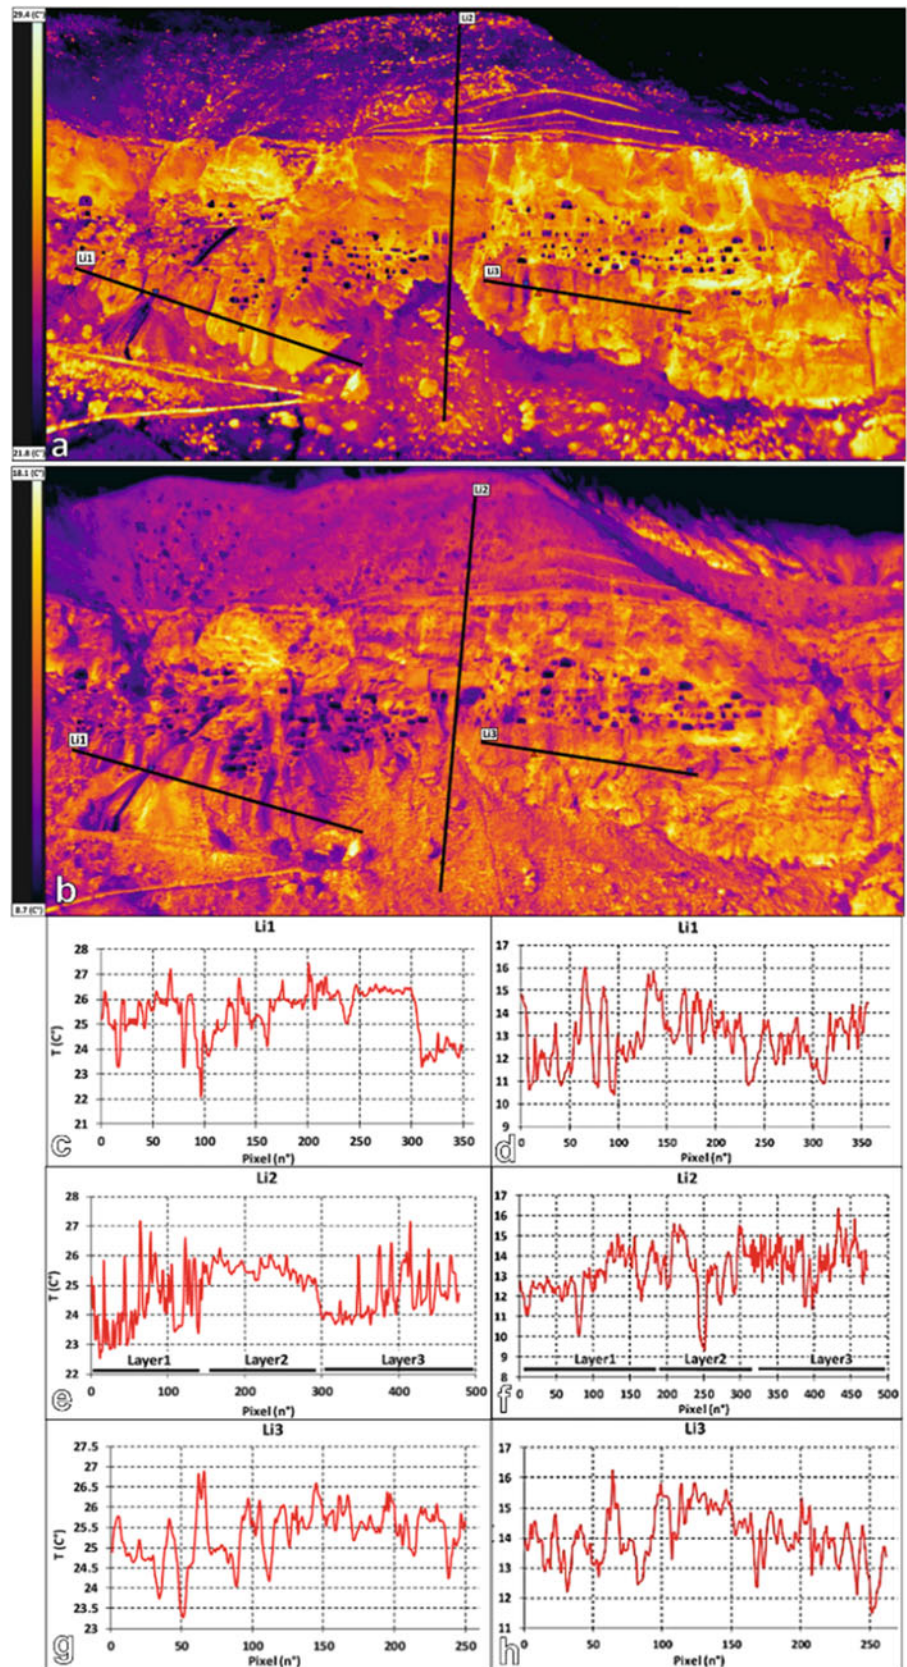 29.4 (C°)
Li2
Li1
Li3
a
21.8 (C°)
18.1 (C°)
Li2
Li1
Li3
b
8.7 (C°)
Li1
28
27
26
25
24
23
22
21
T (C°)
0 50 100 150 200 250 300 350
Pixel (n°)
c
Li1
17
16
15
14
13
12
11
10
9
0 50 100 150 200 250 300 350
Pixel (n°)
d
Li2
28
27
26
25
24
23
22
T (C°)
Layer1 Layer2 Layer3
0 100 200 300 400 500
Pixel (n°)
e
Li2
17
16
15
14
13
12
11
10
9
8
Layer1 Layer2 Layer3
0 50 100 150 200 250 300 350 400 450 500
Pixel (n°)
f
Li3
27.5
27
26.5
26
25.5
25
24.5
24
23.5
23
T (C°)
0 50 100 150 200 250
Pixel (n°)
g
Li3
17
16
15
14
13
12
11
0 50 100 150 200 250
Pixel (n°)
h